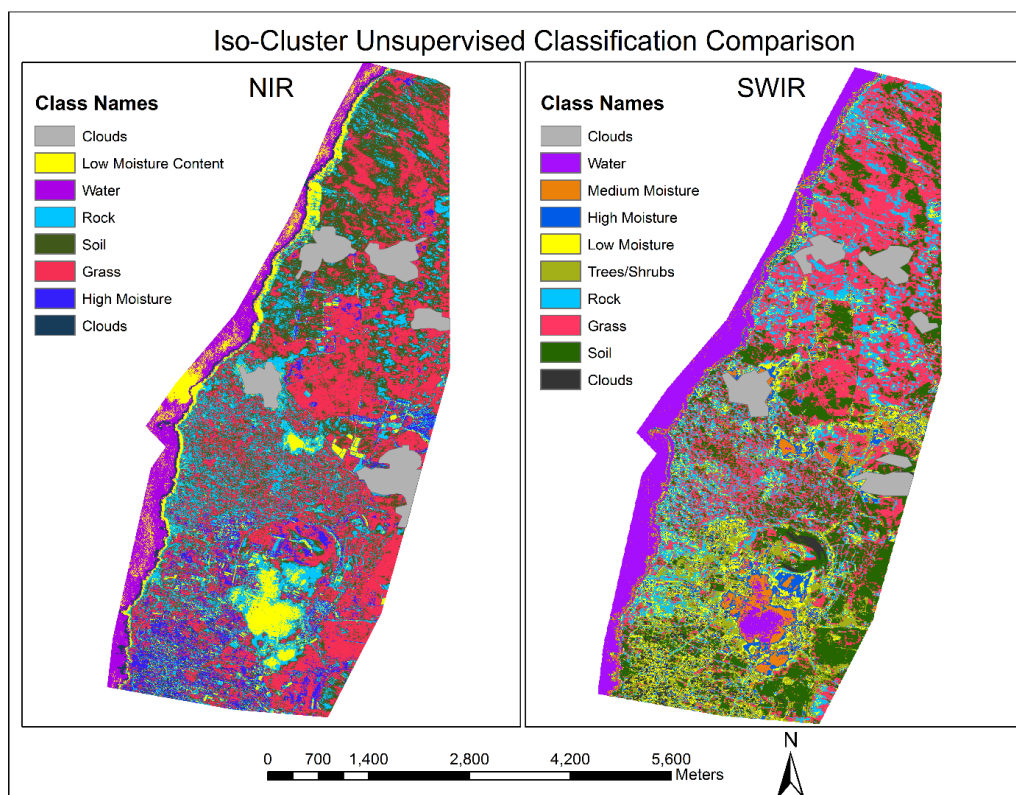 Iso-Cluster Unsupervised Classification Comparison
NIR
Class Names
Clouds
Low Moisture Content
Water
Rock
Soil
Grass
High Moisture
Clouds
SWIR
Class Names
Clouds
Water
Medium Moisture
High Moisture
Low Moisture
Trees/Shrubs
Rock
Grass
Soil
Clouds
0 700 1,400 2,800 4,200 5,600
Meters
N